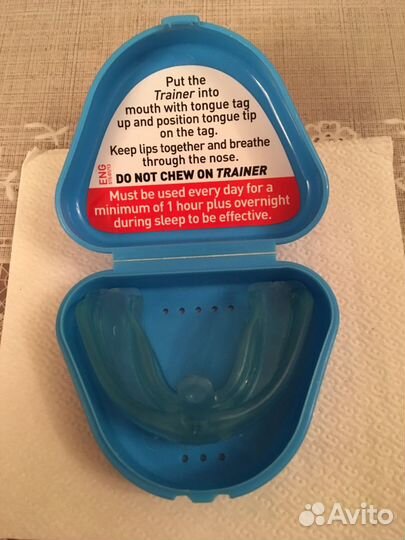 Put the
Trainer into
mouth with tongue tag
up and position tongue tip
on the tag.
Keep lips together and breathe
through the nose.
DO NOT CHEW ON TRAINER
Must be used every day for a
minimum of 1 hour plus overnight
during sleep to be effective.
ENG
Avito